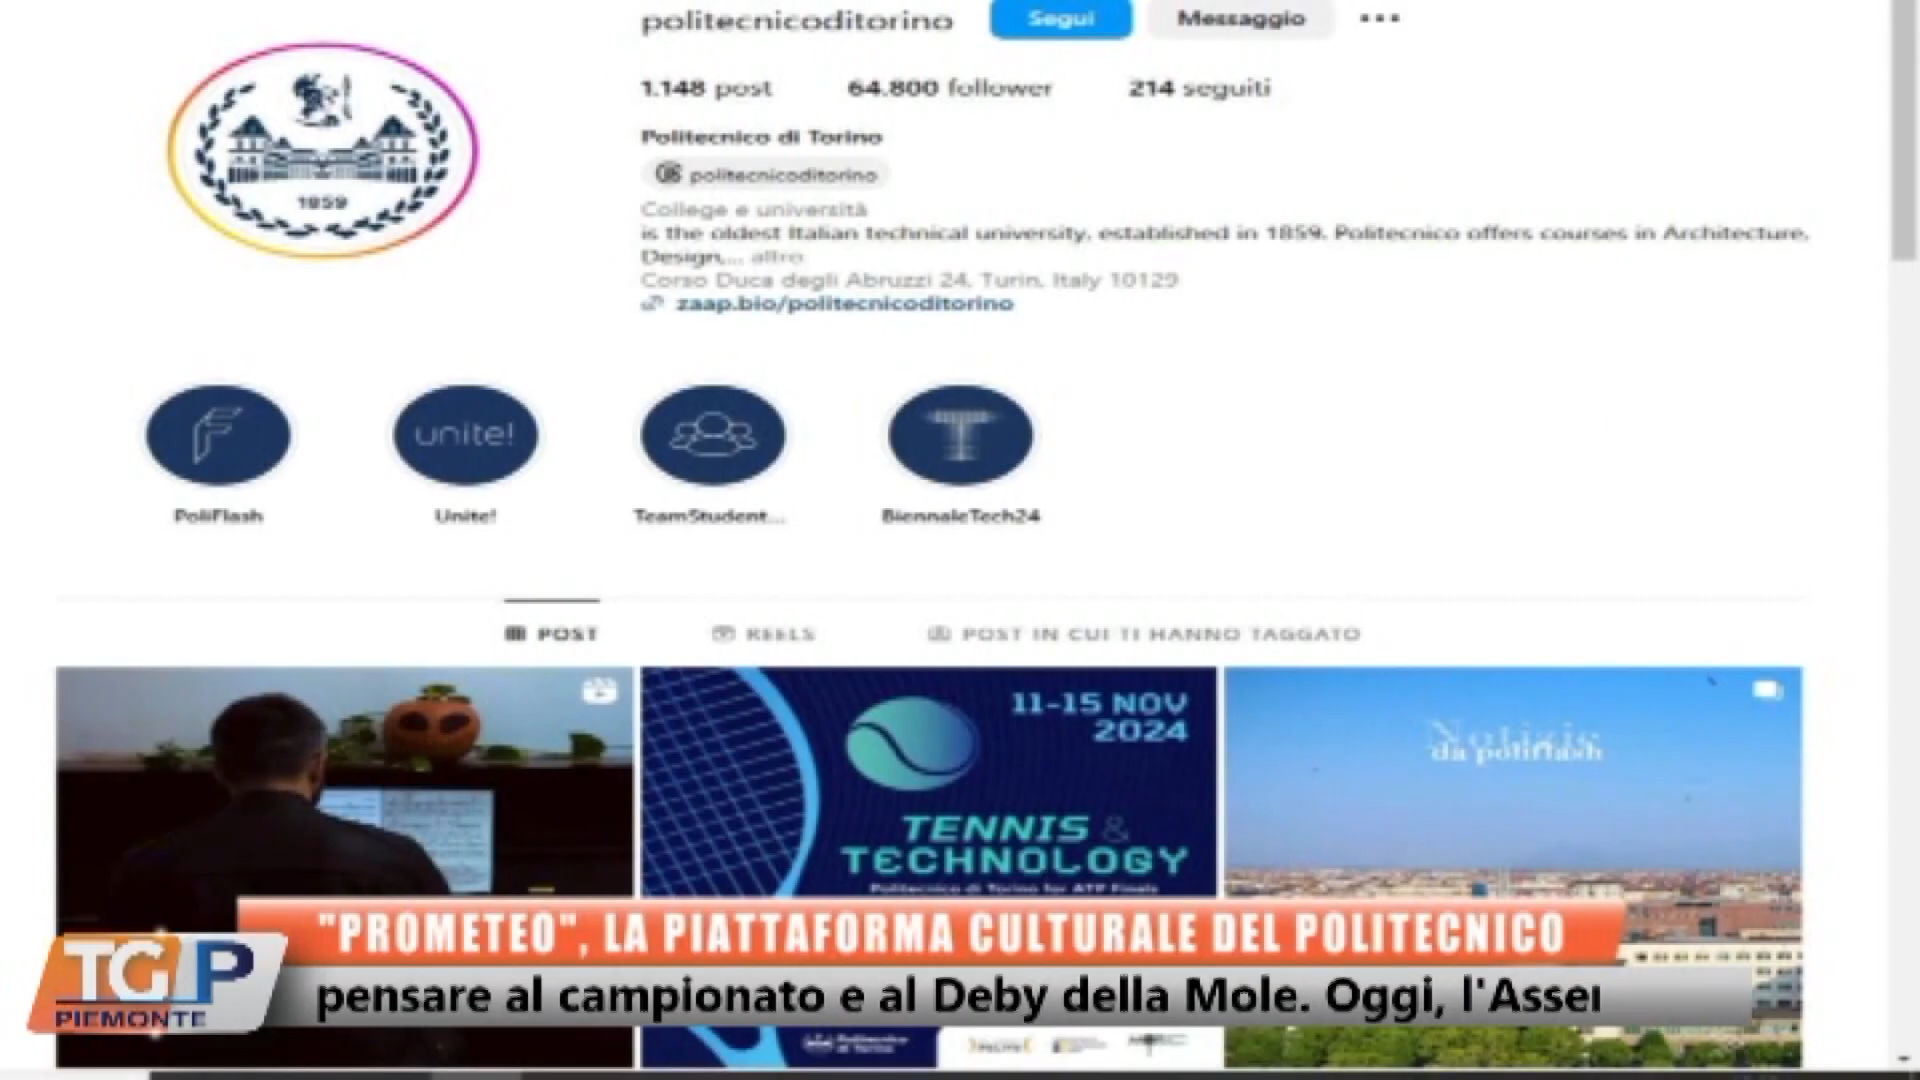 politecnicoditorino Segui Messaggio
1.148 post 64.800 follower 214 seguiti
Politecnico di Torino
politecnicoditorino
College e università
is the oldest Italian technical university, established in 1859. Politecnico offers courses in Architecture,
Design,... altro
Corso Duca degli Abruzzi 24, Turin, Italy 10129
zaap.bio/politecnicoditorino
1859
unite!
PoliFlash Unite! TeamStudent... BiennaleTech24
POST REELS POST IN CUI TI HANNO TAGGATO
11-15 NOV
2024
TENNIS &
TECHNOLOGY
Politecnico di Torino for ATP Finals
Notizie
da poliflash
"PROMETEO", LA PIATTAFORMA CULTURALE DEL POLITECNICO
pensare al campionato e al Deby della Mole. Oggi, l'Asse
TGP
PIEMONTE
Politecnico
di Torino